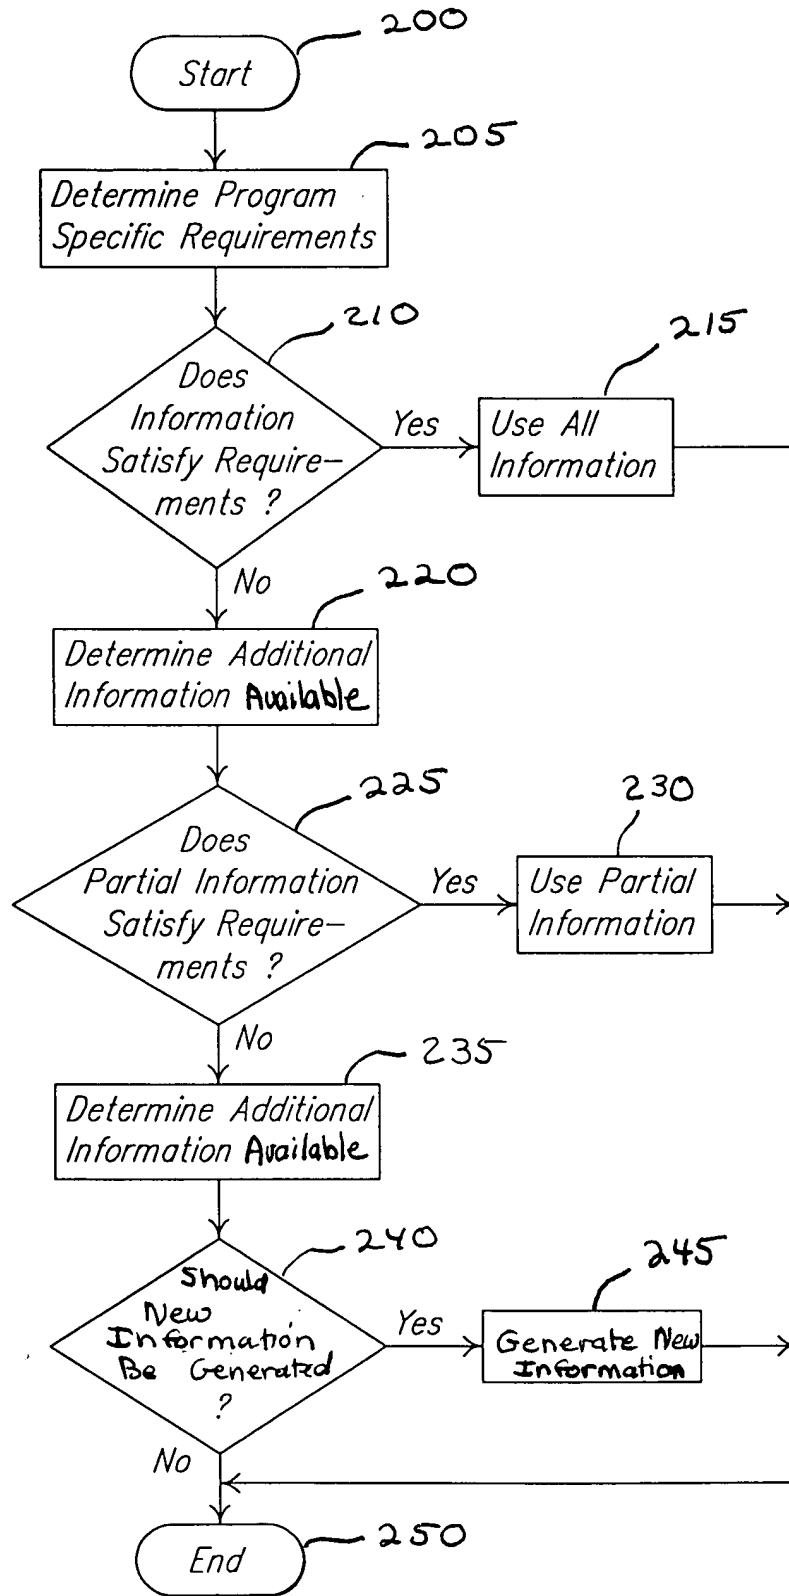 200
Start
205
Determine Program
Specific Requirements
210
Does
Information
Satisfy Require-
ments ?
Yes
215
Use All
Information
No
220
Determine Additional
Information Available
225
Does
Partial Information
Satisfy Require-
ments ?
Yes
230
Use Partial
Information
No
235
Determine Additional
Information Available
240
Should
New
Information
Be Generated
?
Yes
245
Generate New
Information
No
250
End